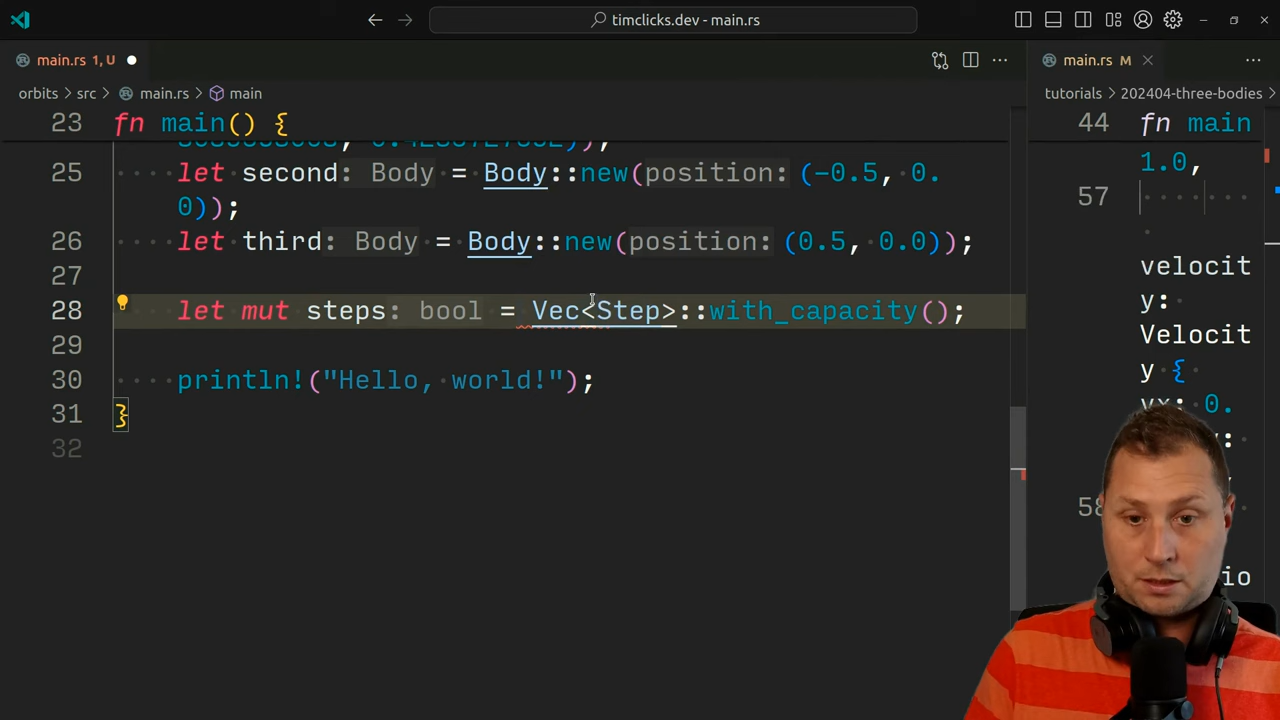 timclicks.dev - main.rs
main.rs 1, U
main.rs M
orbits > src > main.rs > main
tutorials > 202404-three-bodies >
23 fn main() {
25 let second: Body = Body::new(position: (-0.5, 0.
0));
26 let third: Body = Body::new(position: (0.5, 0.0));
27
28 let mut steps: bool = Vec<Step>::with_capacity();
29
30 println!("Hello, world!");
31 }
32
44 fn main
1.0,
57
velocit
y:
Velocit
y {
vx: 0.